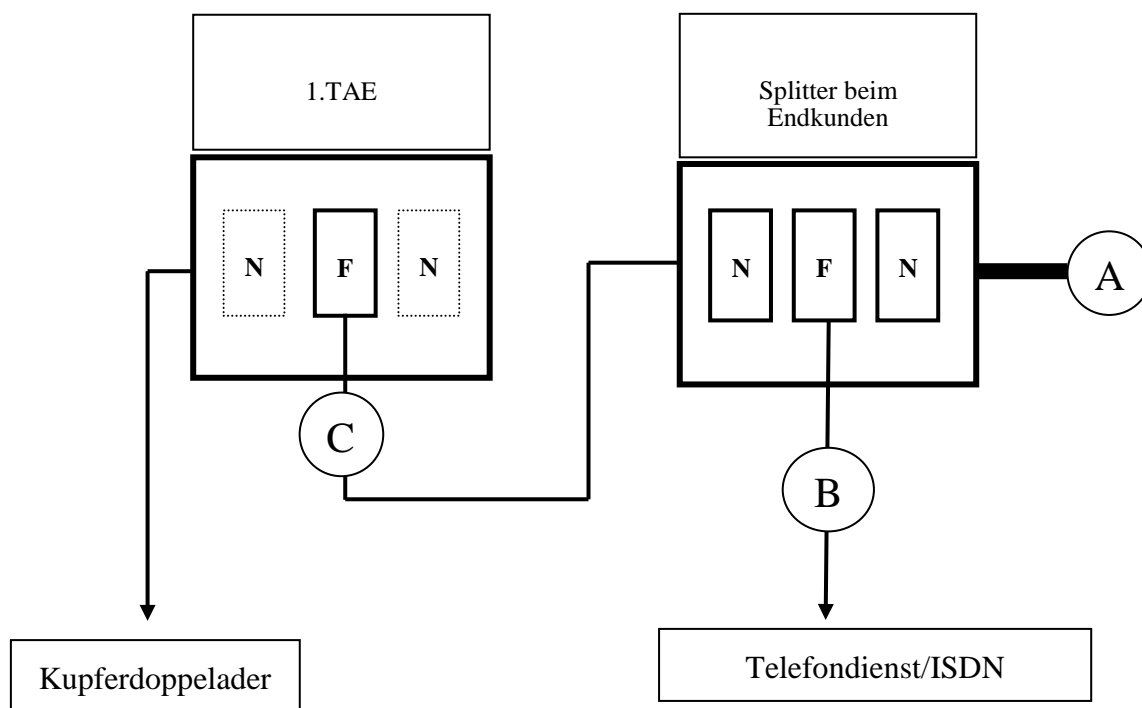 1.TAE
Splitter beim
Endkunden
N
F
N
N
F
N
A
C
B
Kupferdoppelader
Telefondienst/ISDN